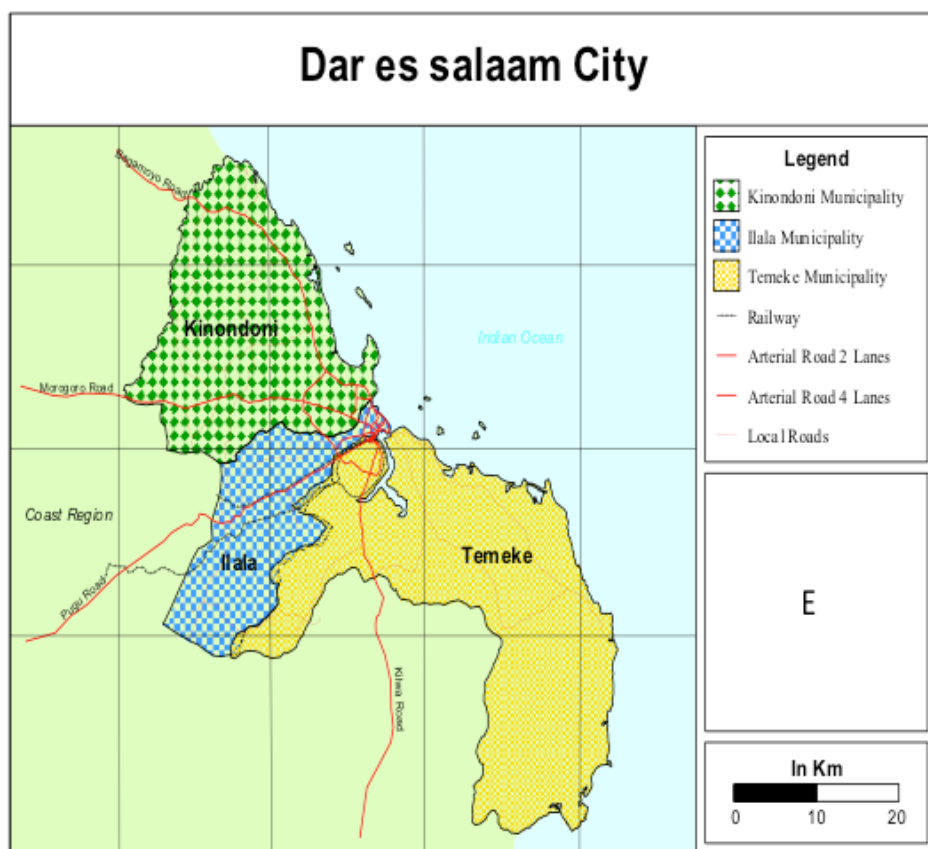 Dar es salaam City
Bagamoyo Road
Kinondoni
Indian Ocean
Morogoro Road
Coast Region
Ilala
Temeke
Pugu Road
Kilwa Road
Legend
Kinondoni Municipality
Ilala Municipality
Temeke Municipality
Railway
Arterial Road 2 Lanes
Arterial Road 4 Lanes
Local Roads
E
In Km
0 10 20